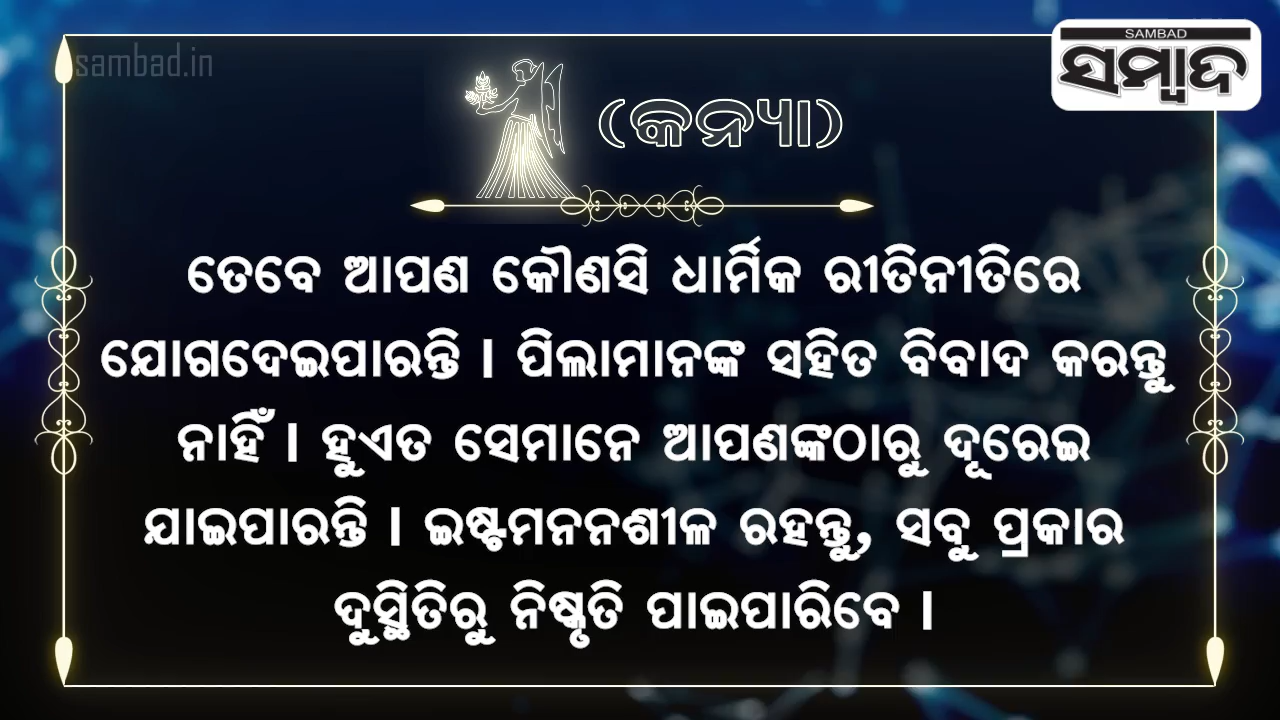 sambad.in
SAMBAD
ସମ୍ବାଦ
(କନ୍ୟା)
ତେବେ ଆପଣ କୌଣସି ଧାର୍ମିକ ରୀତିନୀତିରେ
ଯୋଗଦେଇପାରନ୍ତି । ପିଲାମାନଙ୍କ ସହିତ ବିବାଦ କରନ୍ତୁ
ନାହିଁ । ହୁଏତ ସେମାନେ ଆପଣଙ୍କଠାରୁ ଦୂରେଇ
ଯାଇପାରନ୍ତି । ଇଷ୍ଟମନନଶୀଳ ରହନ୍ତୁ, ସବୁ ପ୍ରକାର
ଦୁସ୍ଥିତିରୁ ନିଷ୍କୃତି ପାଇପାରିବେ ।